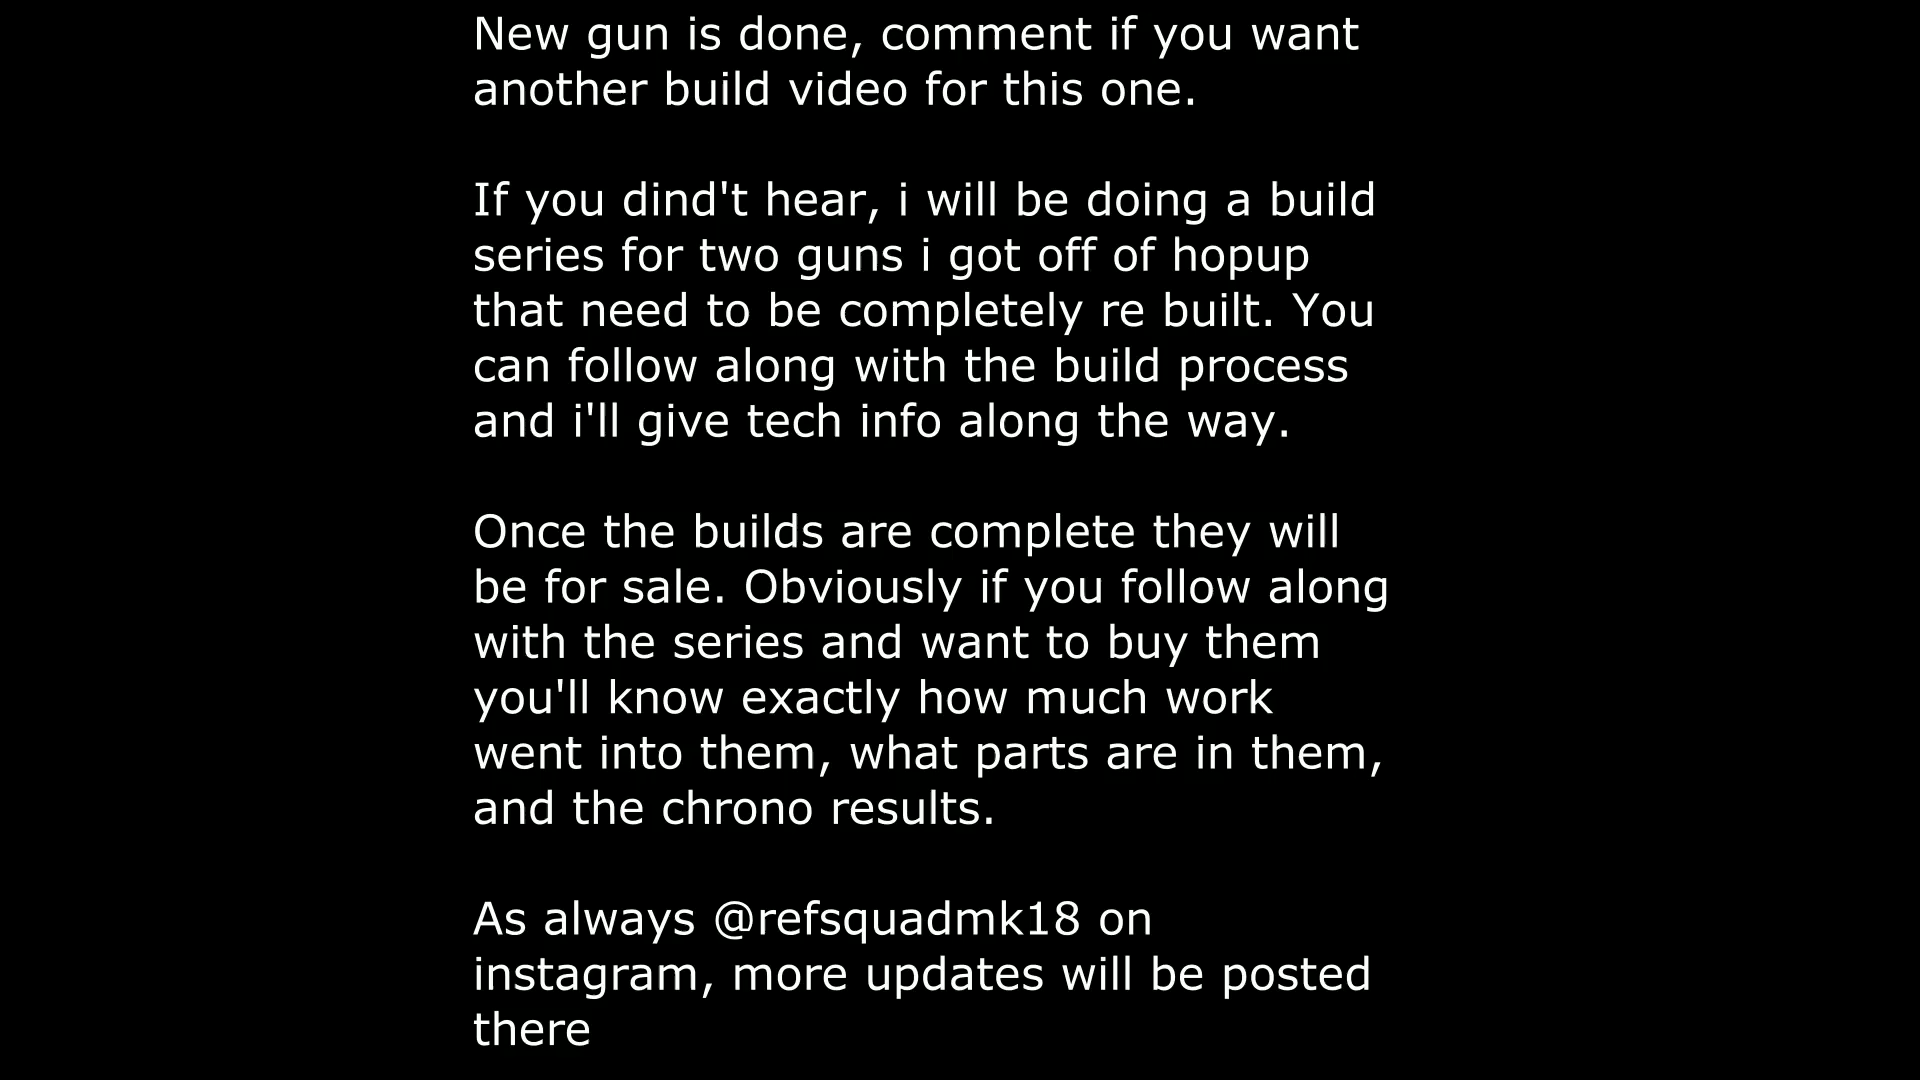 New gun is done, comment if you want
another build video for this one.
If you dind't hear, i will be doing a build
series for two guns i got off of hopup
that need to be completely re built. You
can follow along with the build process
and i'll give tech info along the way.
Once the builds are complete they will
be for sale. Obviously if you follow along
with the series and want to buy them
you'll know exactly how much work
went into them, what parts are in them,
and the chrono results.
As always @refsquadmk18 on
instagram, more updates will be posted
there